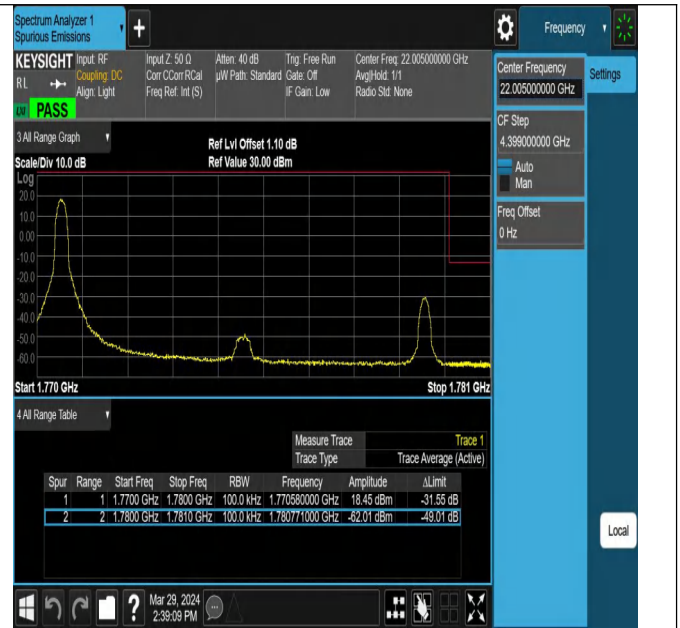 Spectrum Analyzer 1
Spurious Emissions
Frequency
KEYSIGHT
RL
Input: RF
Coupling: DC
Align: Light
Input Z: 50 Ω
Corr CCorr RCal
Freq Ref: Int (S)
Atten: 40 dB
µW Path: Standard
Trig: Free Run
Gate: Off
IF Gain: Low
Center Freq: 22.005000000 GHz
Avg|Hold: 1/1
Radio Std: None
PASS
Center Frequency
22.005000000 GHz
Settings
CF Step
4.399000000 GHz
Auto
Man
Freq Offset
0 Hz
3 All Range Graph
Ref Lvl Offset 1.10 dB
Scale/Div 10.0 dB
Ref Value 30.00 dBm
Log
20.0
10.0
0.00
-10.0
-20.0
-30.0
-40.0
-50.0
-60.0
Start 1.770 GHz
Stop 1.781 GHz
4 All Range Table
Measure Trace Trace 1
Trace Type Trace Average (Active)
Spur Range Start Freq Stop Freq RBW Frequency Amplitude ΔLimit
1 1 1.7700 GHz 1.7800 GHz 100.0 kHz 1.770580000 GHz 18.45 dBm -31.55 dB
2 2 1.7800 GHz 1.7810 GHz 100.0 kHz 1.780771000 GHz -62.01 dBm -49.01 dB
Local
?
Mar 29, 2024
2:39:09 PM